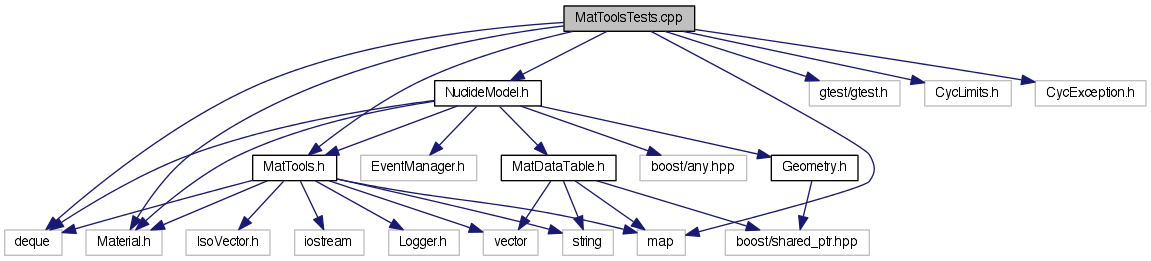 MatToolsTests.cpp
NuclideModel.h
gtest/gtest.h
CycLimits.h
CycException.h
MatTools.h
EventManager.h
MatDataTable.h
boost/any.hpp
Geometry.h
deque
Material.h
IsoVector.h
iostream
Logger.h
vector
string
map
boost/shared_ptr.hpp